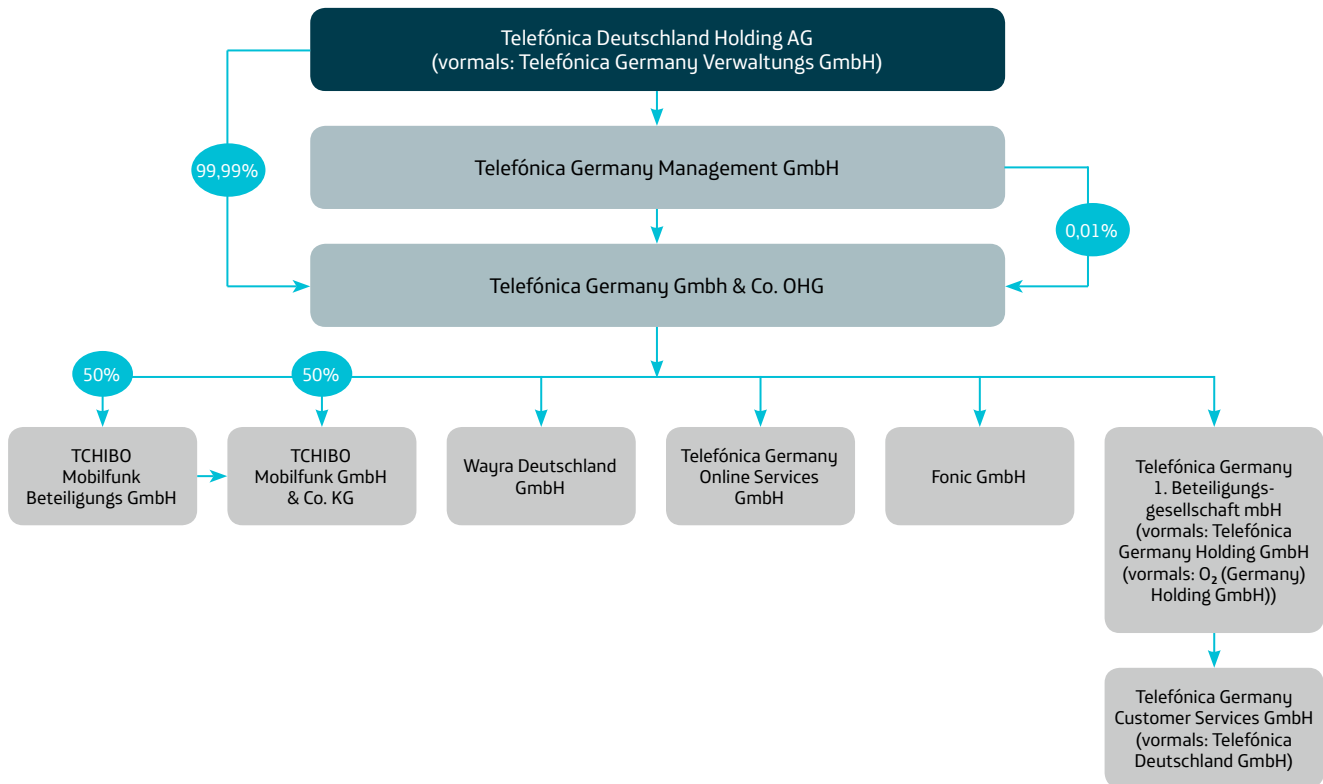 Telefónica Deutschland Holding AG
(vormals: Telefónica Germany Verwaltungs GmbH)
99,99%
Telefónica Germany Management GmbH
0,01%
Telefónica Germany Gmbh & Co. OHG
50%
50%
TCHIBO
Mobilfunk
Beteiligungs GmbH
TCHIBO
Mobilfunk GmbH
& Co. KG
Wayra Deutschland
GmbH
Telefónica Germany
Online Services
GmbH
Fonic GmbH
Telefónica Germany
1. Beteiligungs-
gesellschaft mbH
(vormals: Telefónica
Germany Holding GmbH
(vormals: O₂ (Germany)
Holding GmbH))
Telefónica Germany
Customer Services GmbH
(vormals: Telefónica
Deutschland GmbH)